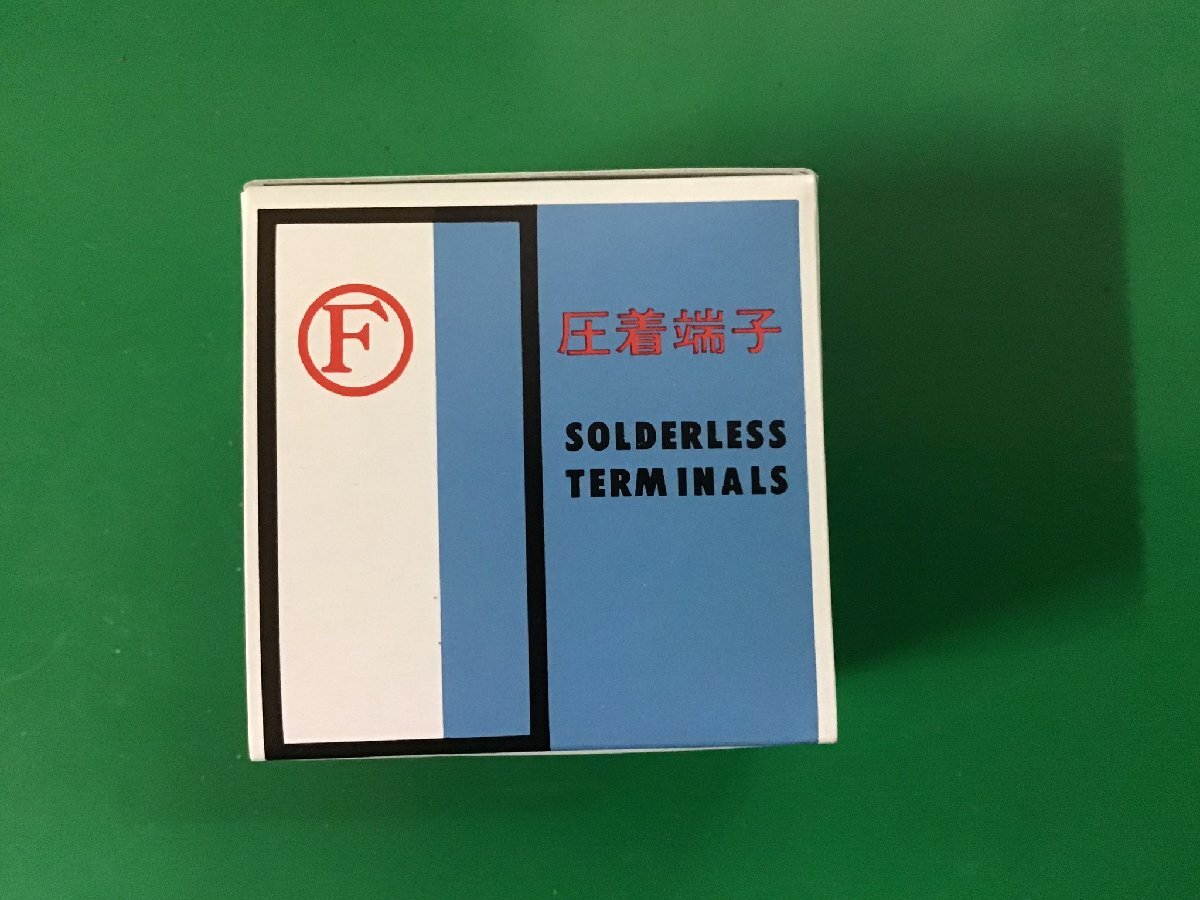 F
圧着端子
SOLDERLESS
TERMINALS